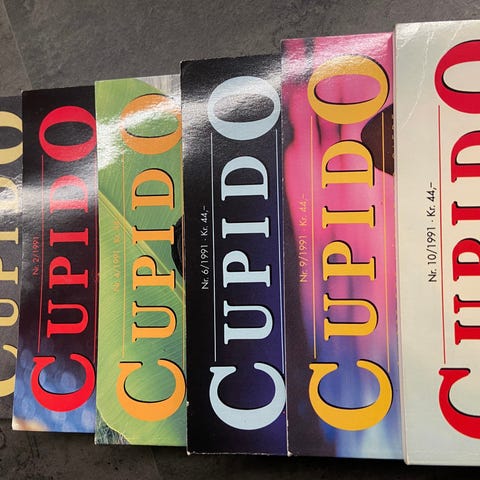 CUPIDO
CUPIDO
Nr. 2/1991
CUPIDO
CUPIDO
Nr. 6/1991 · Kr. 44,-
CUPIDO
Nr. 9/1991 · Kr. 44,-
CUPIDO
Nr. 10/1991 · Kr. 44,-